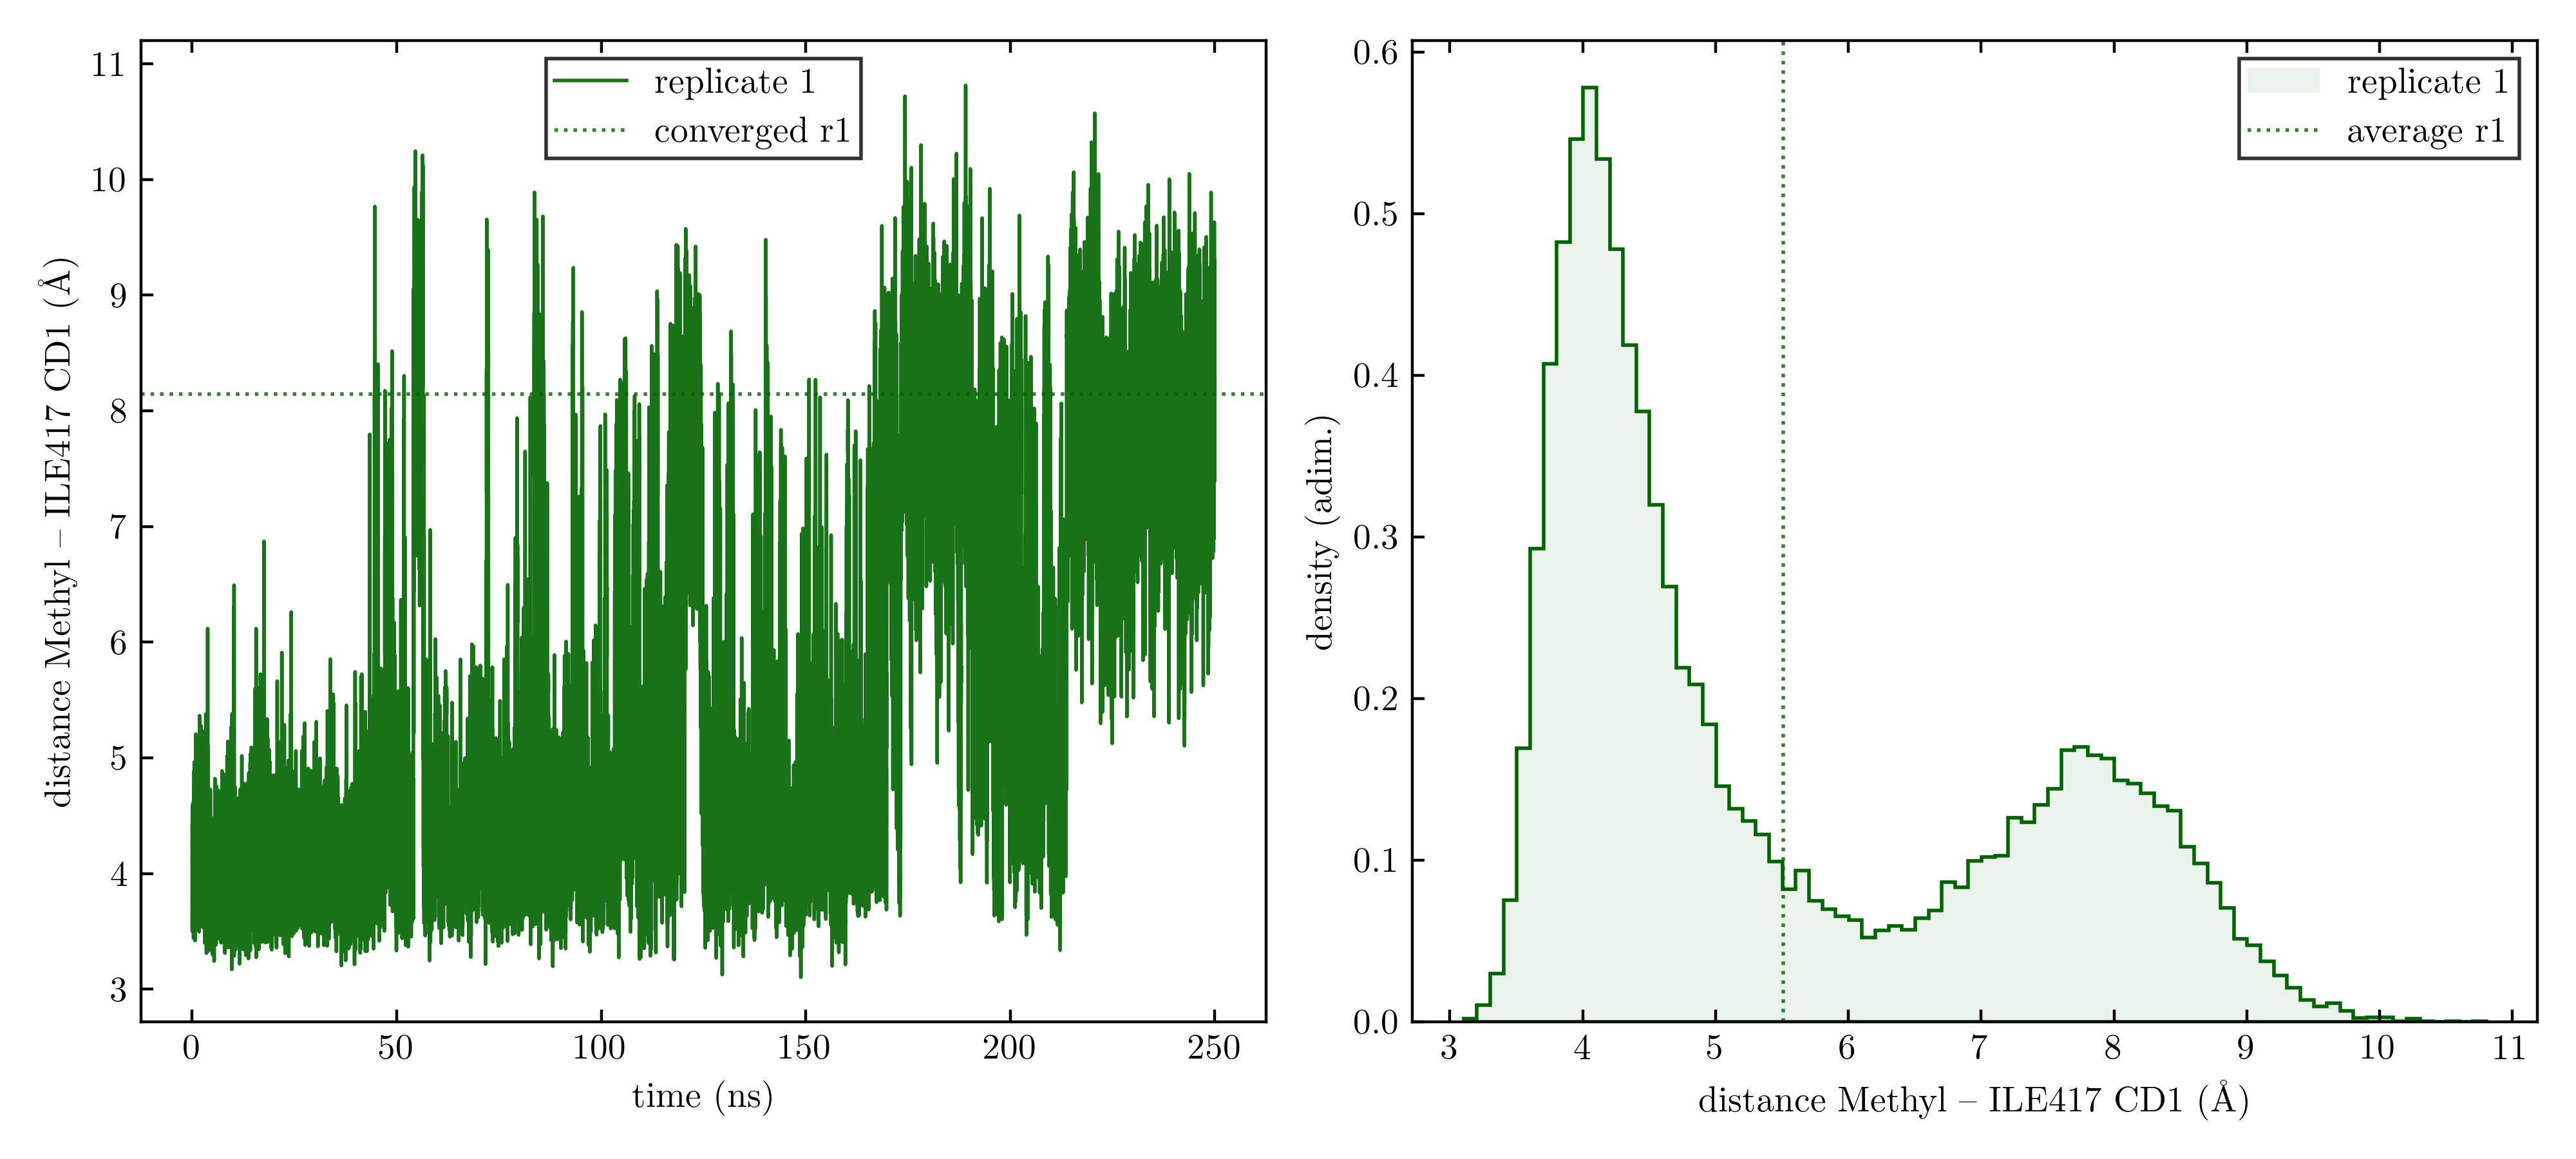 11
10
9
8
7
6
5
4
3
distance Methyl – ILE417 CD1 (Å)
replicate 1
converged r1
0 50 100 150 200 250
time (ns)
0.6
0.5
0.4
0.3
0.2
0.1
0.0
density (adim.)
replicate 1
average r1
3 4 5 6 7 8 9 10 11
distance Methyl – ILE417 CD1 (Å)